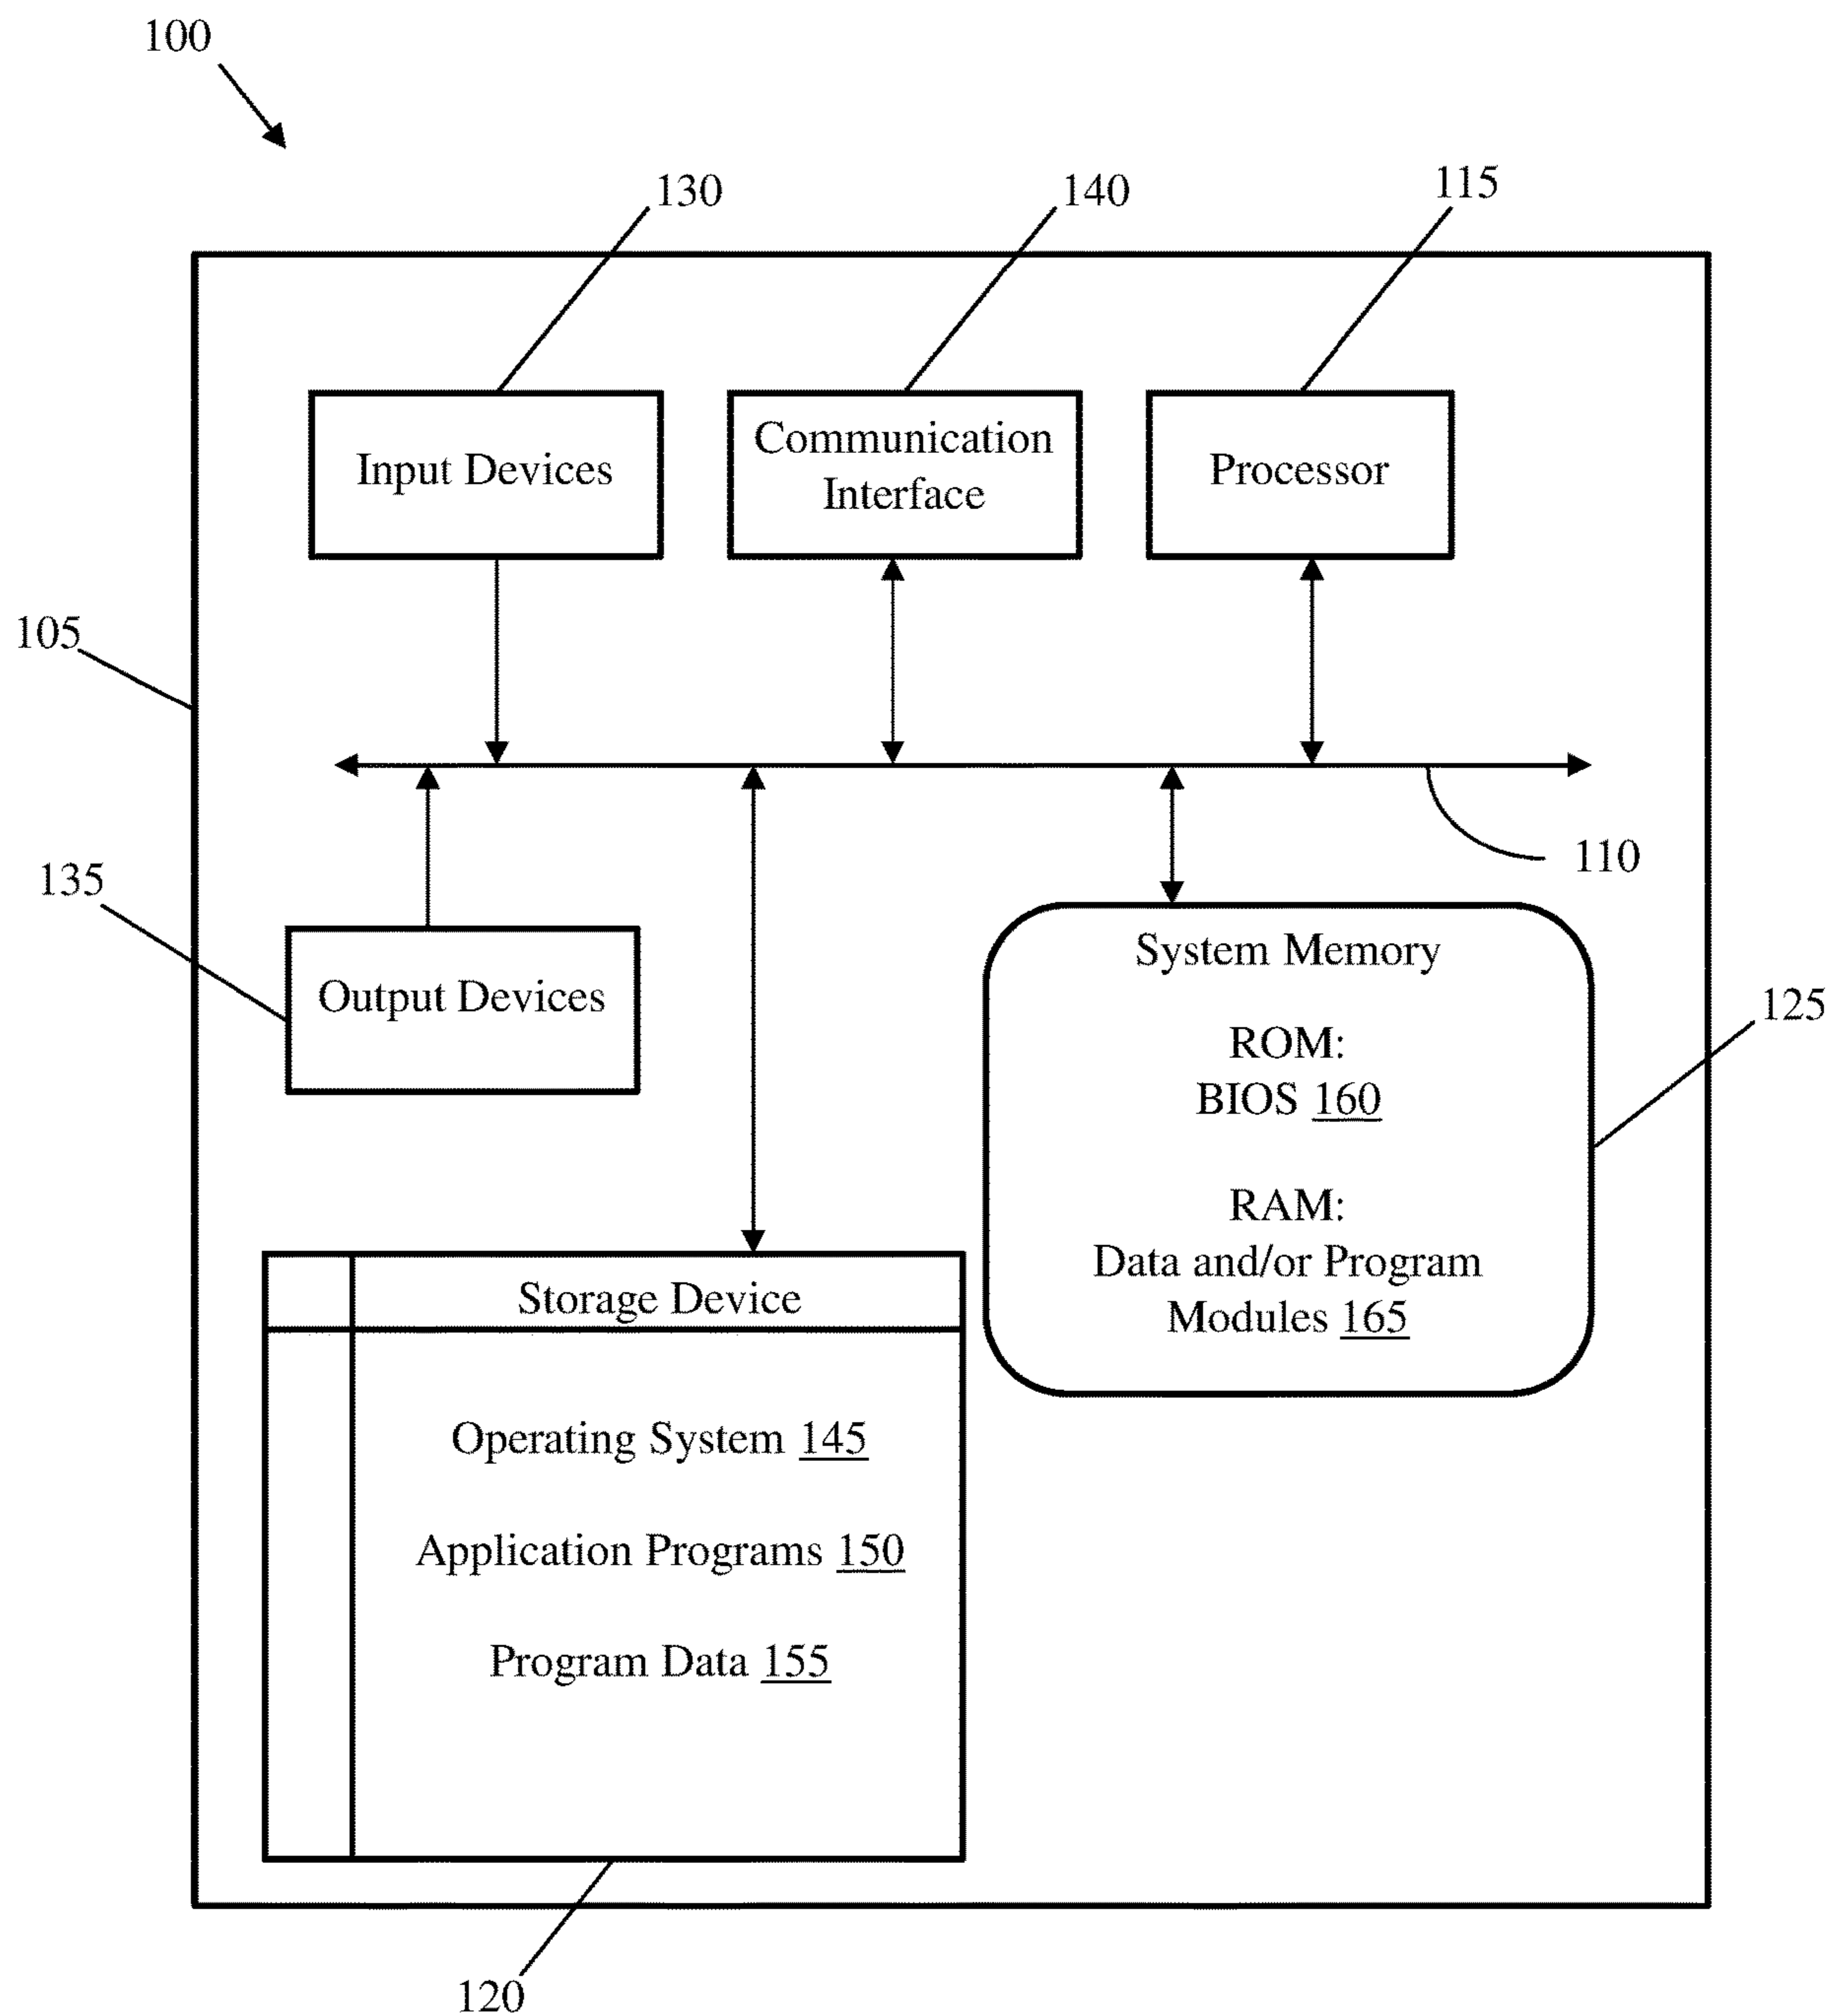 100
130
140
115
Input Devices
Communication
Interface
Processor
105
110
135
Output Devices
System Memory
ROM:
BIOS 160
RAM:
Data and/or Program
Modules 165
125
Storage Device
Operating System 145
Application Programs 150
Program Data 155
120